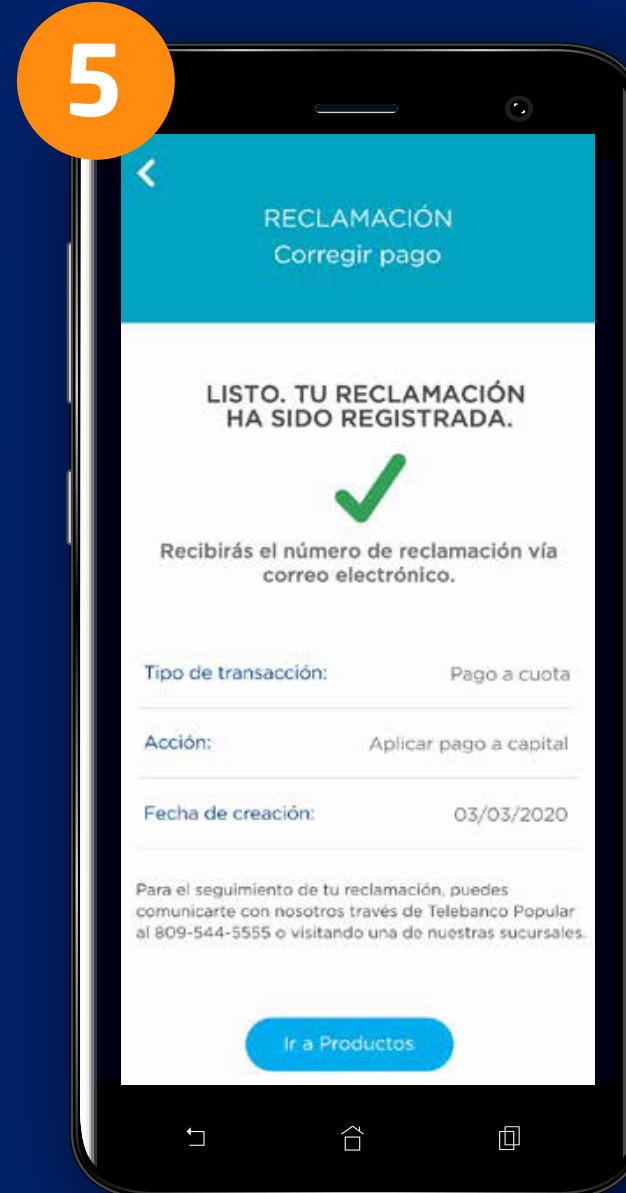 5
RECLAMACIÓN
Corregir pago
LISTO. TU RECLAMACIÓN
HA SIDO REGISTRADA.
Recibirás el número de reclamación vía
correo electrónico.
Tipo de transacción: Pago a cuota
Acción: Aplicar pago a capital
Fecha de creación: 03/03/2020
Para el seguimiento de tu reclamación, puedes
comunicarte con nosotros través de Telebanco Popular
al 809-544-5555 o visitando una de nuestras sucursales.
Ir a Productos